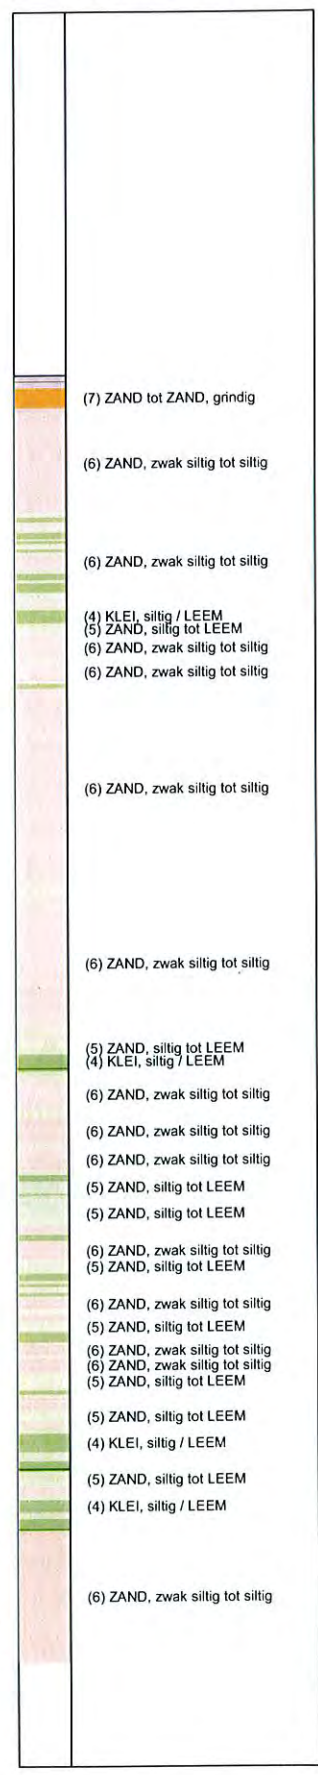 (7) ZAND tot ZAND, grindig
(6) ZAND, zwak siltig tot siltig
(6) ZAND, zwak siltig tot siltig
(4) KLEI, siltig / LEEM
(5) ZAND, siltig tot LEEM
(6) ZAND, zwak siltig tot siltig
(6) ZAND, zwak siltig tot siltig
(6) ZAND, zwak siltig tot siltig
(6) ZAND, zwak siltig tot siltig
(5) ZAND, siltig tot LEEM
(4) KLEI, siltig / LEEM
(6) ZAND, zwak siltig tot siltig
(6) ZAND, zwak siltig tot siltig
(6) ZAND, zwak siltig tot siltig
(5) ZAND, siltig tot LEEM
(5) ZAND, siltig tot LEEM
(6) ZAND, zwak siltig tot siltig
(5) ZAND, siltig tot LEEM
(6) ZAND, zwak siltig tot siltig
(5) ZAND, siltig tot LEEM
(6) ZAND, zwak siltig tot siltig
(6) ZAND, zwak siltig tot siltig
(5) ZAND, siltig tot LEEM
(5) ZAND, siltig tot LEEM
(4) KLEI, siltig / LEEM
(5) ZAND, siltig tot LEEM
(4) KLEI, siltig / LEEM
(6) ZAND, zwak siltig tot siltig